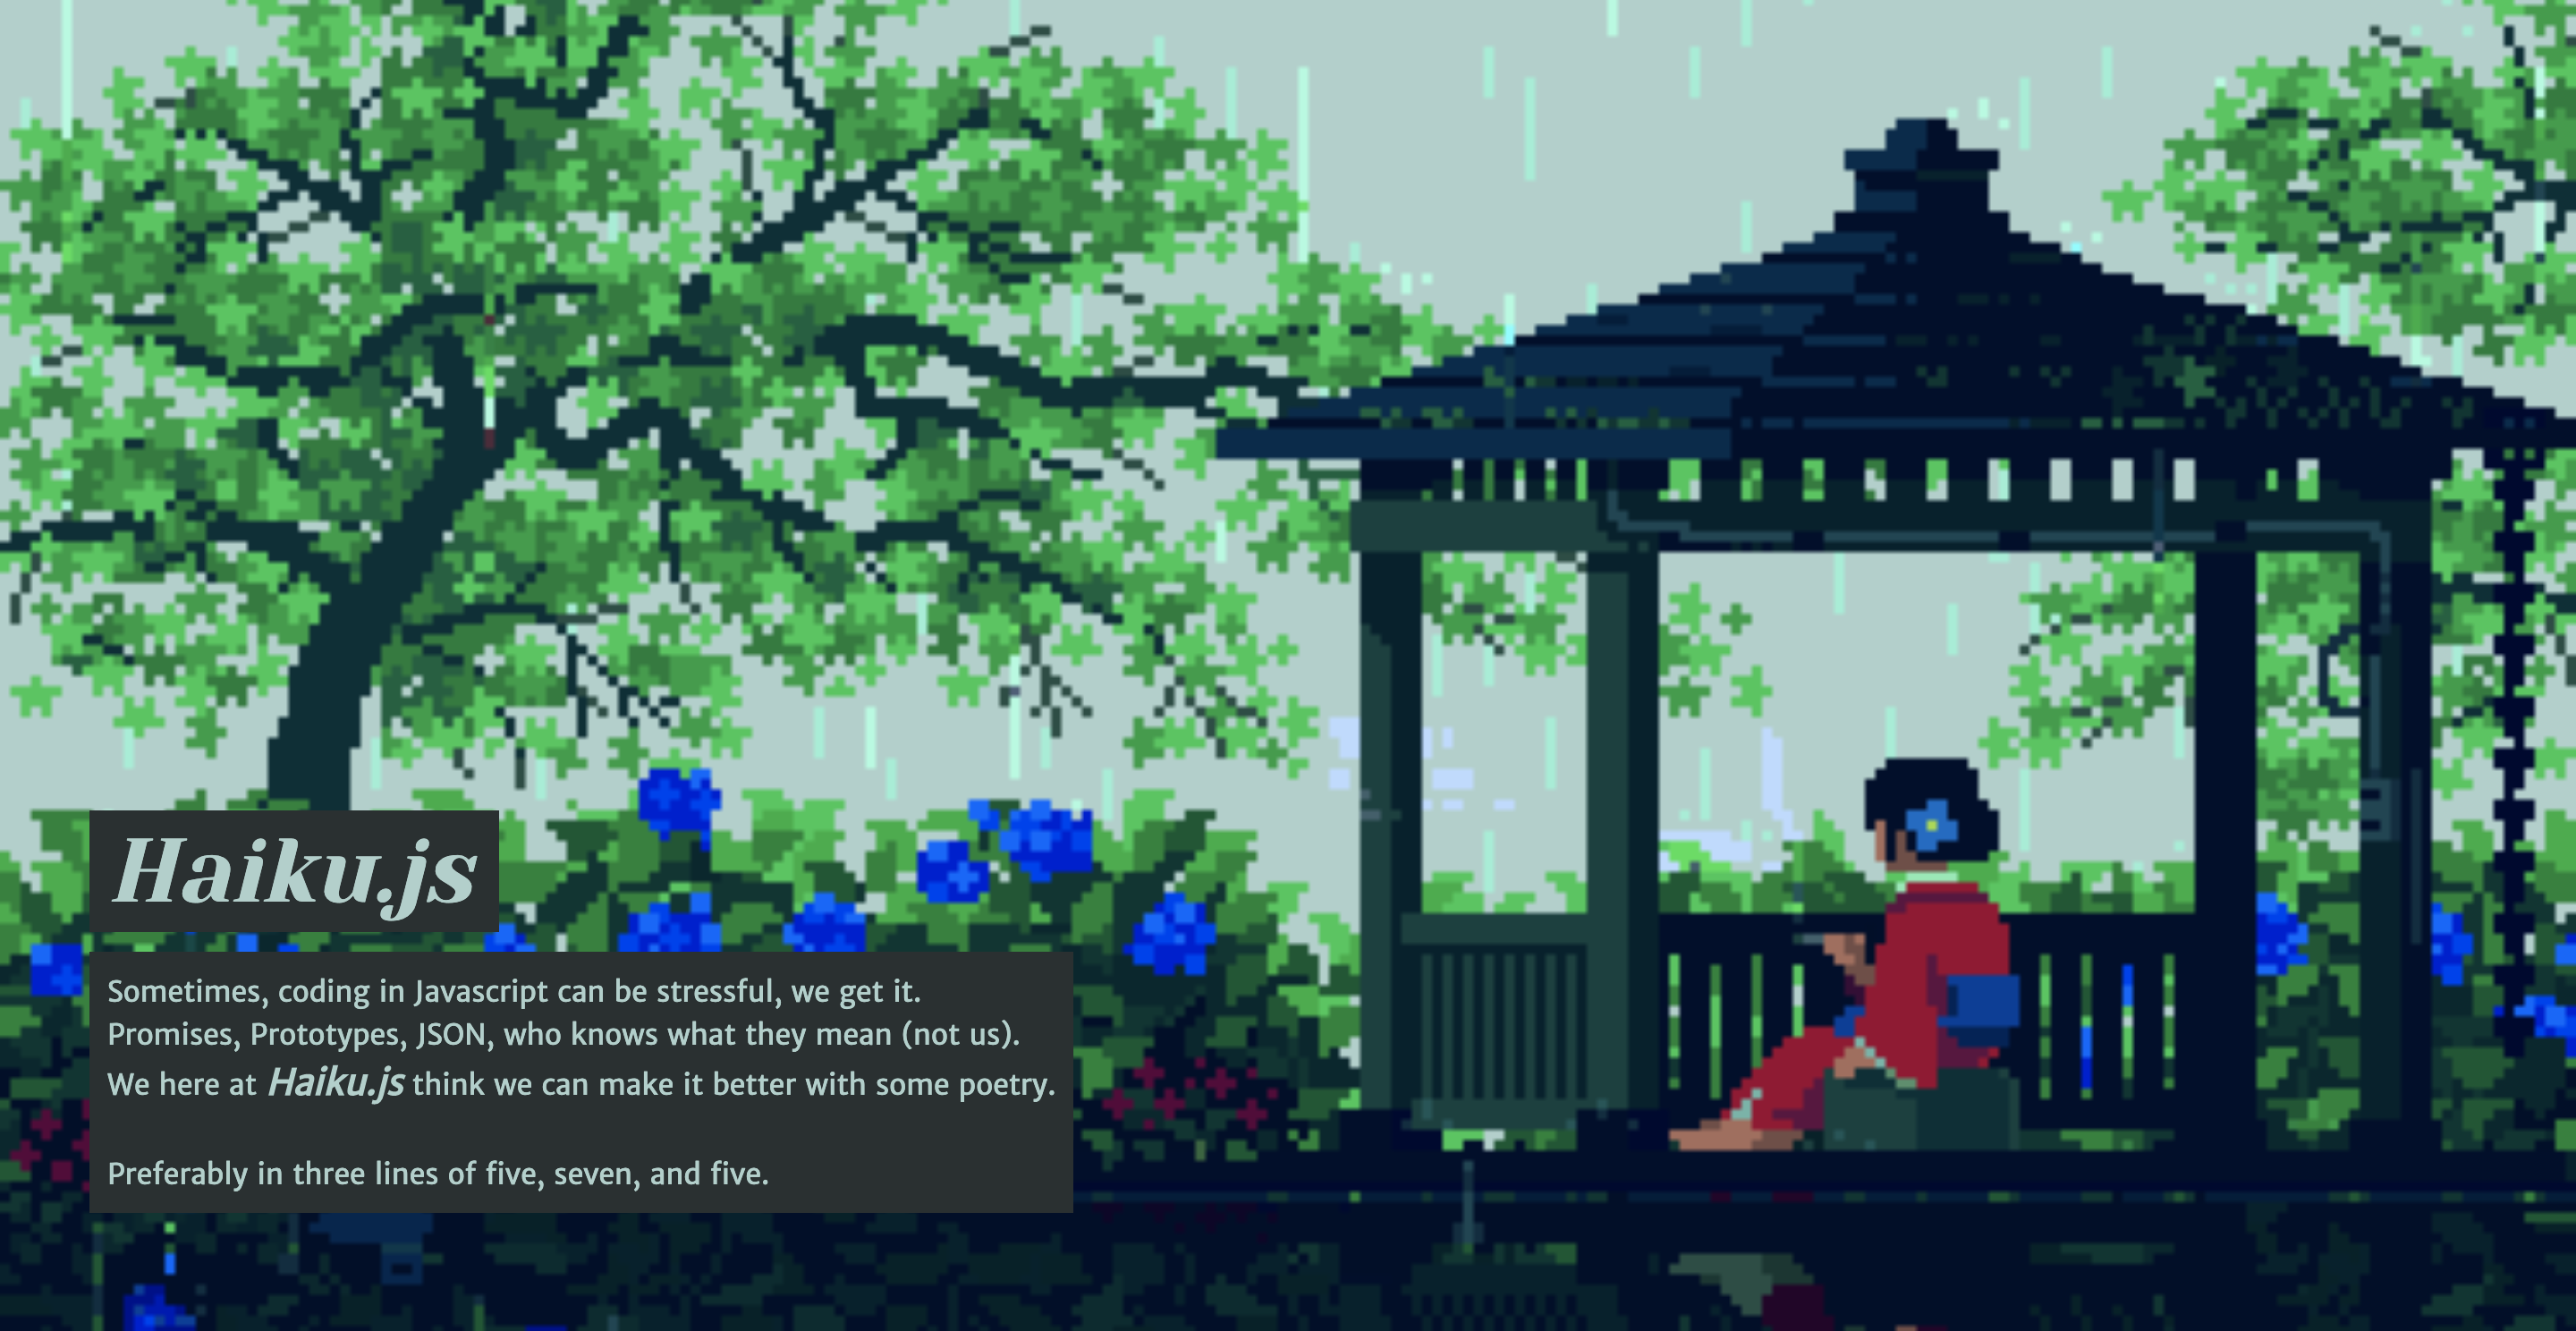 Haiku.js
Sometimes, coding in Javascript can be stressful, we get it.
Promises, Prototypes, JSON, who knows what they mean (not us).
We here at Haiku.js think we can make it better with some poetry.
Preferably in three lines of five, seven, and five.